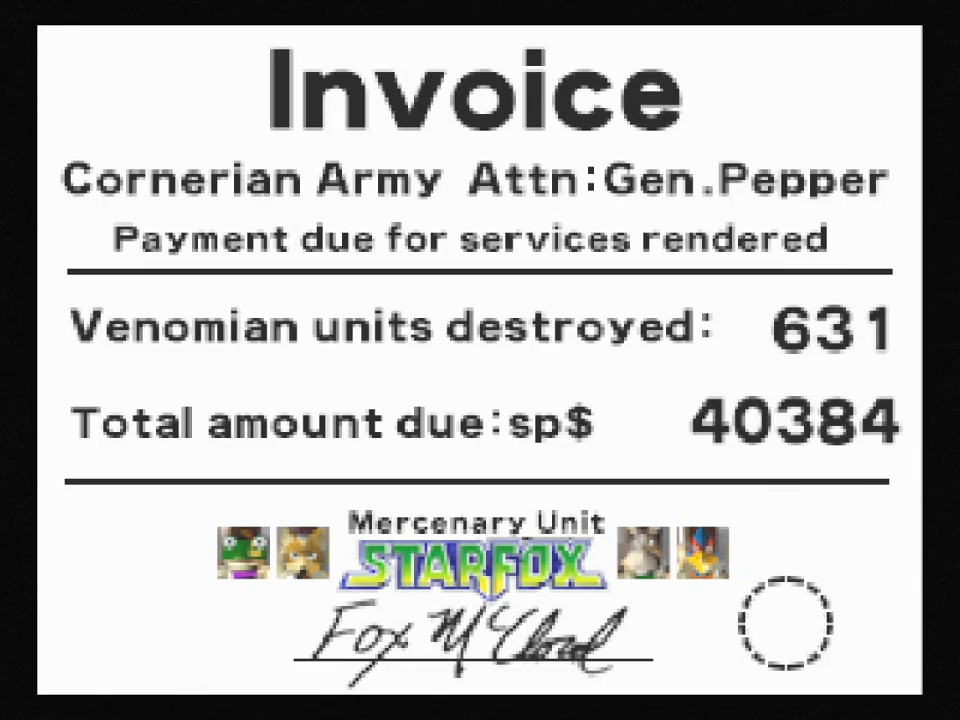 Invoice
Cornerian Army Attn:Gen.Pepper
Payment due for services rendered
Venomian units destroyed: 631
Total amount due:sp$ 40384
Mercenary Unit
STARFOX
Fox McCloud